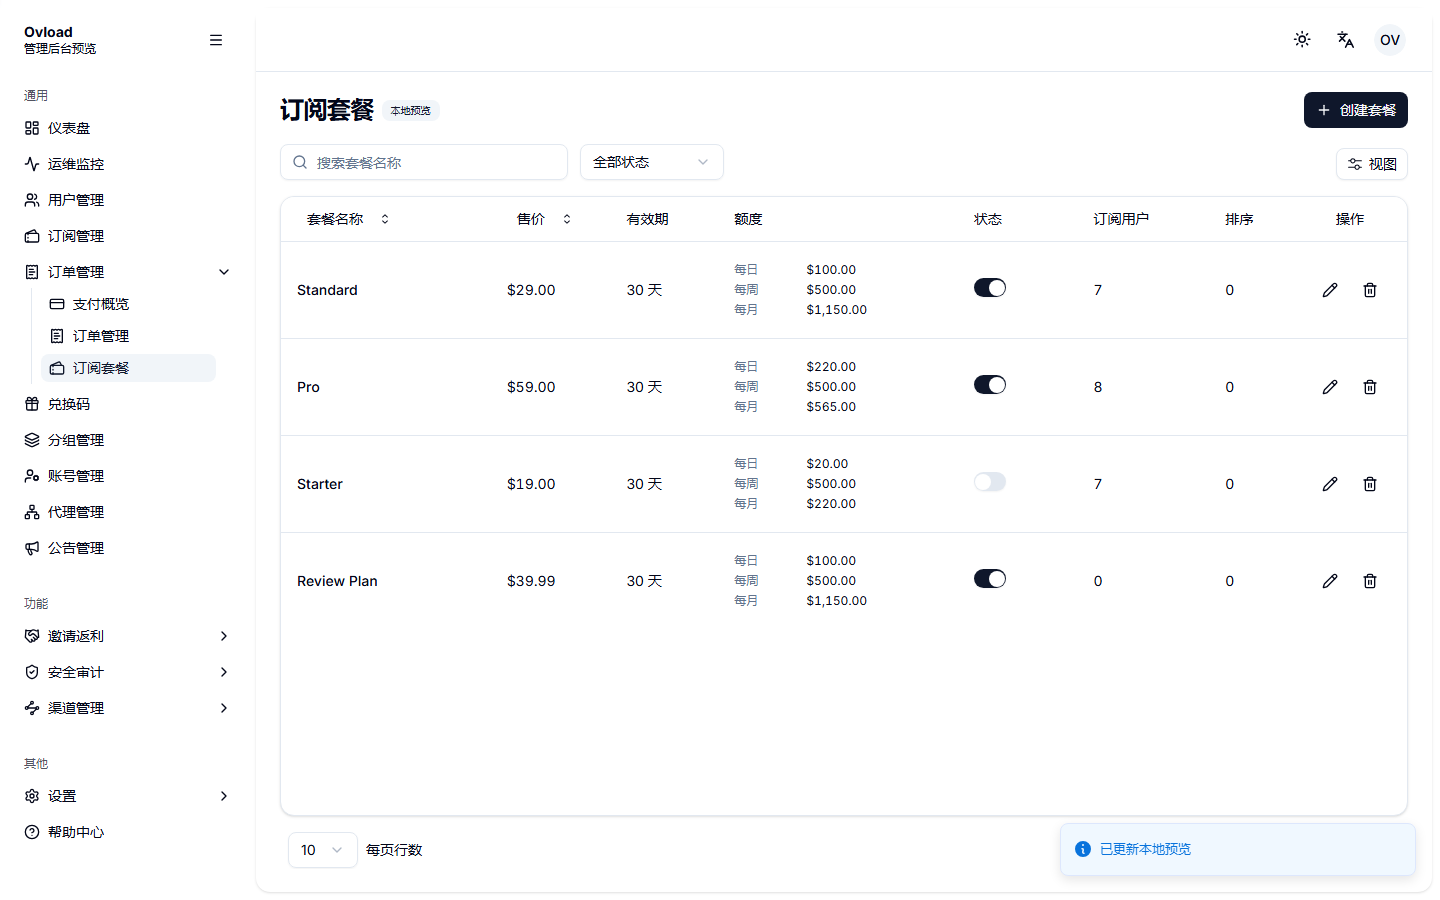 Ovload
管理后台预览
OV
通用
仪表盘
运维监控
用户管理
订阅管理
订单管理
支付概览
订单管理
订阅套餐
兑换码
分组管理
账号管理
代理管理
公告管理
功能
邀请返利
安全审计
渠道管理
其他
设置
帮助中心
订阅套餐 本地预览
创建套餐
搜索套餐名称 全部状态 视图
套餐名称 售价 有效期 额度 状态 订阅用户 排序 操作
每日 $100.00
Standard $29.00 30 天 每周 $500.00 7 0
每月 $1,150.00
每日 $220.00
Pro $59.00 30 天 每周 $500.00 8 0
每月 $565.00
每日 $20.00
Starter $19.00 30 天 每周 $500.00 7 0
每月 $220.00
每日 $100.00
Review Plan $39.99 30 天 每周 $500.00 0 0
每月 $1,150.00
10 每页行数
已更新本地预览